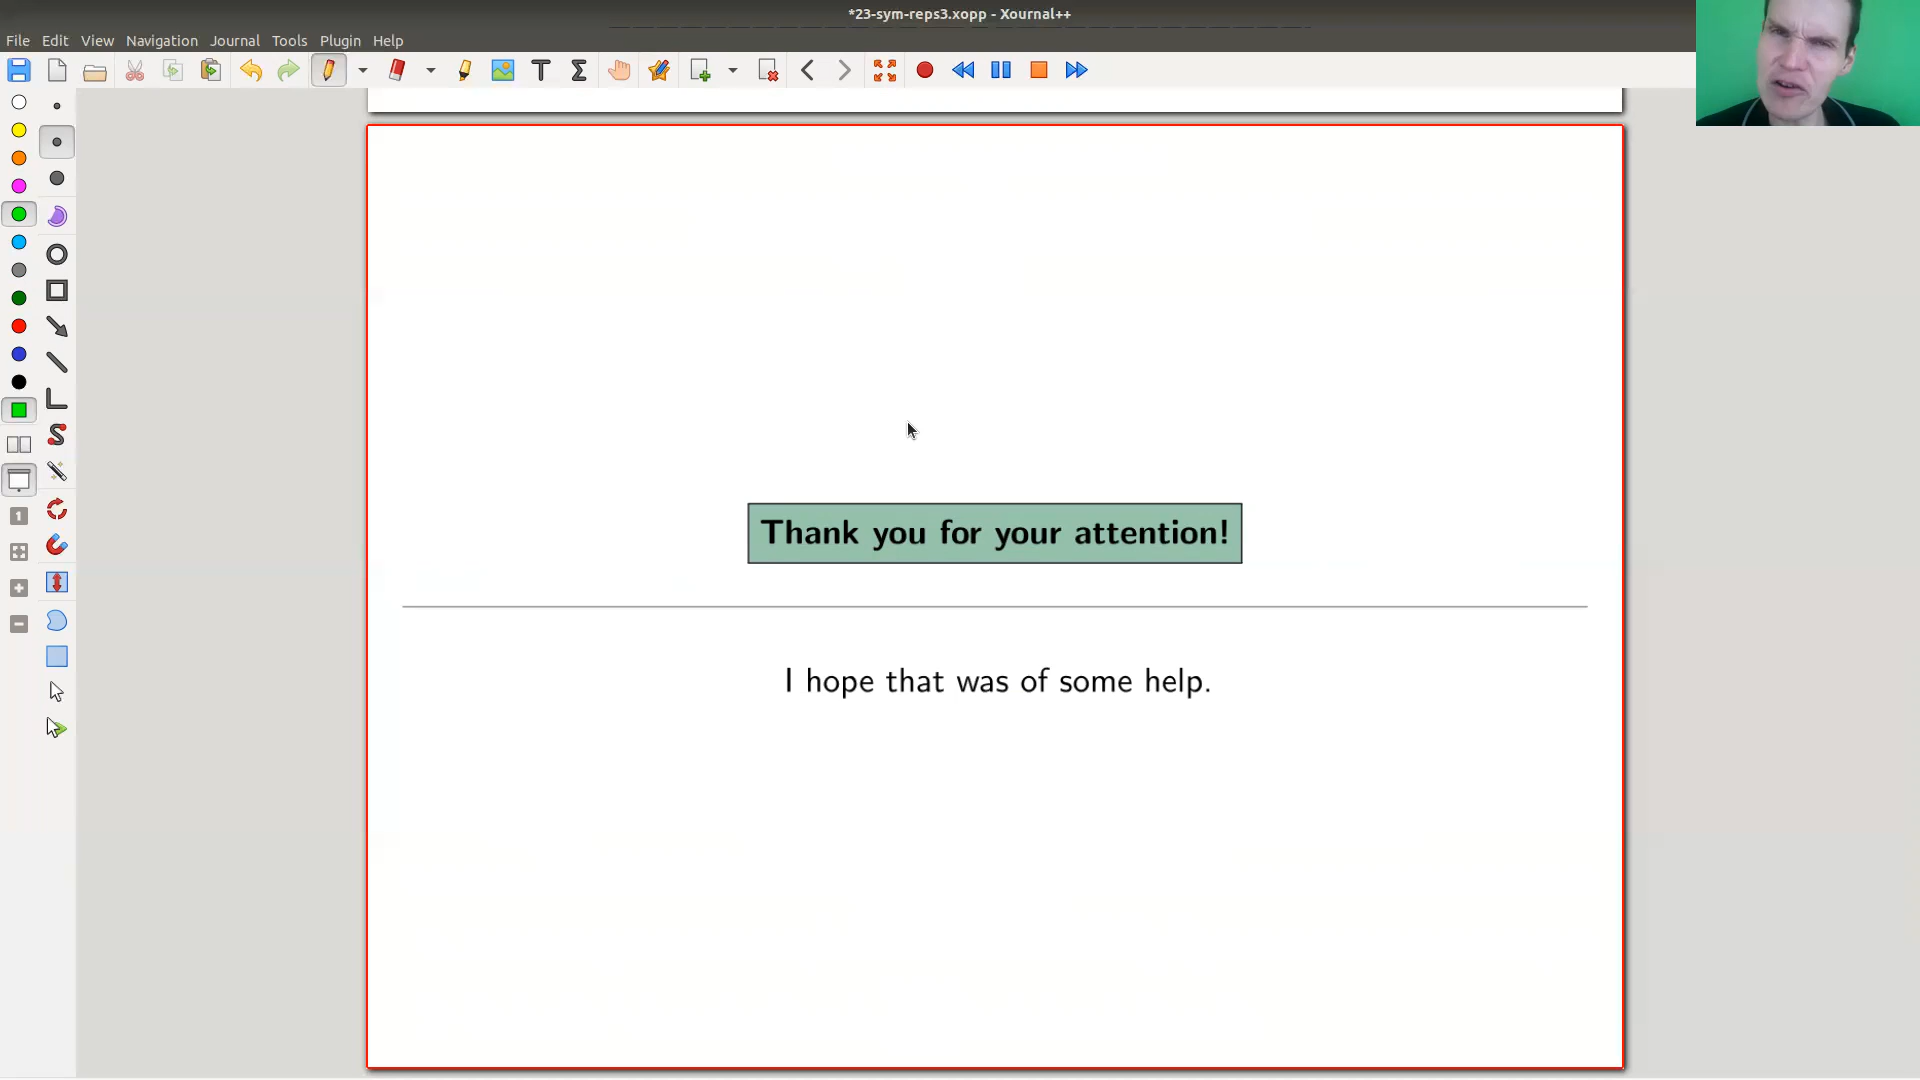 *23-sym-reps3.xopp - Xournal++
File Edit View Navigation Journal Tools Plugin Help
Thank you for your attention!
I hope that was of some help.